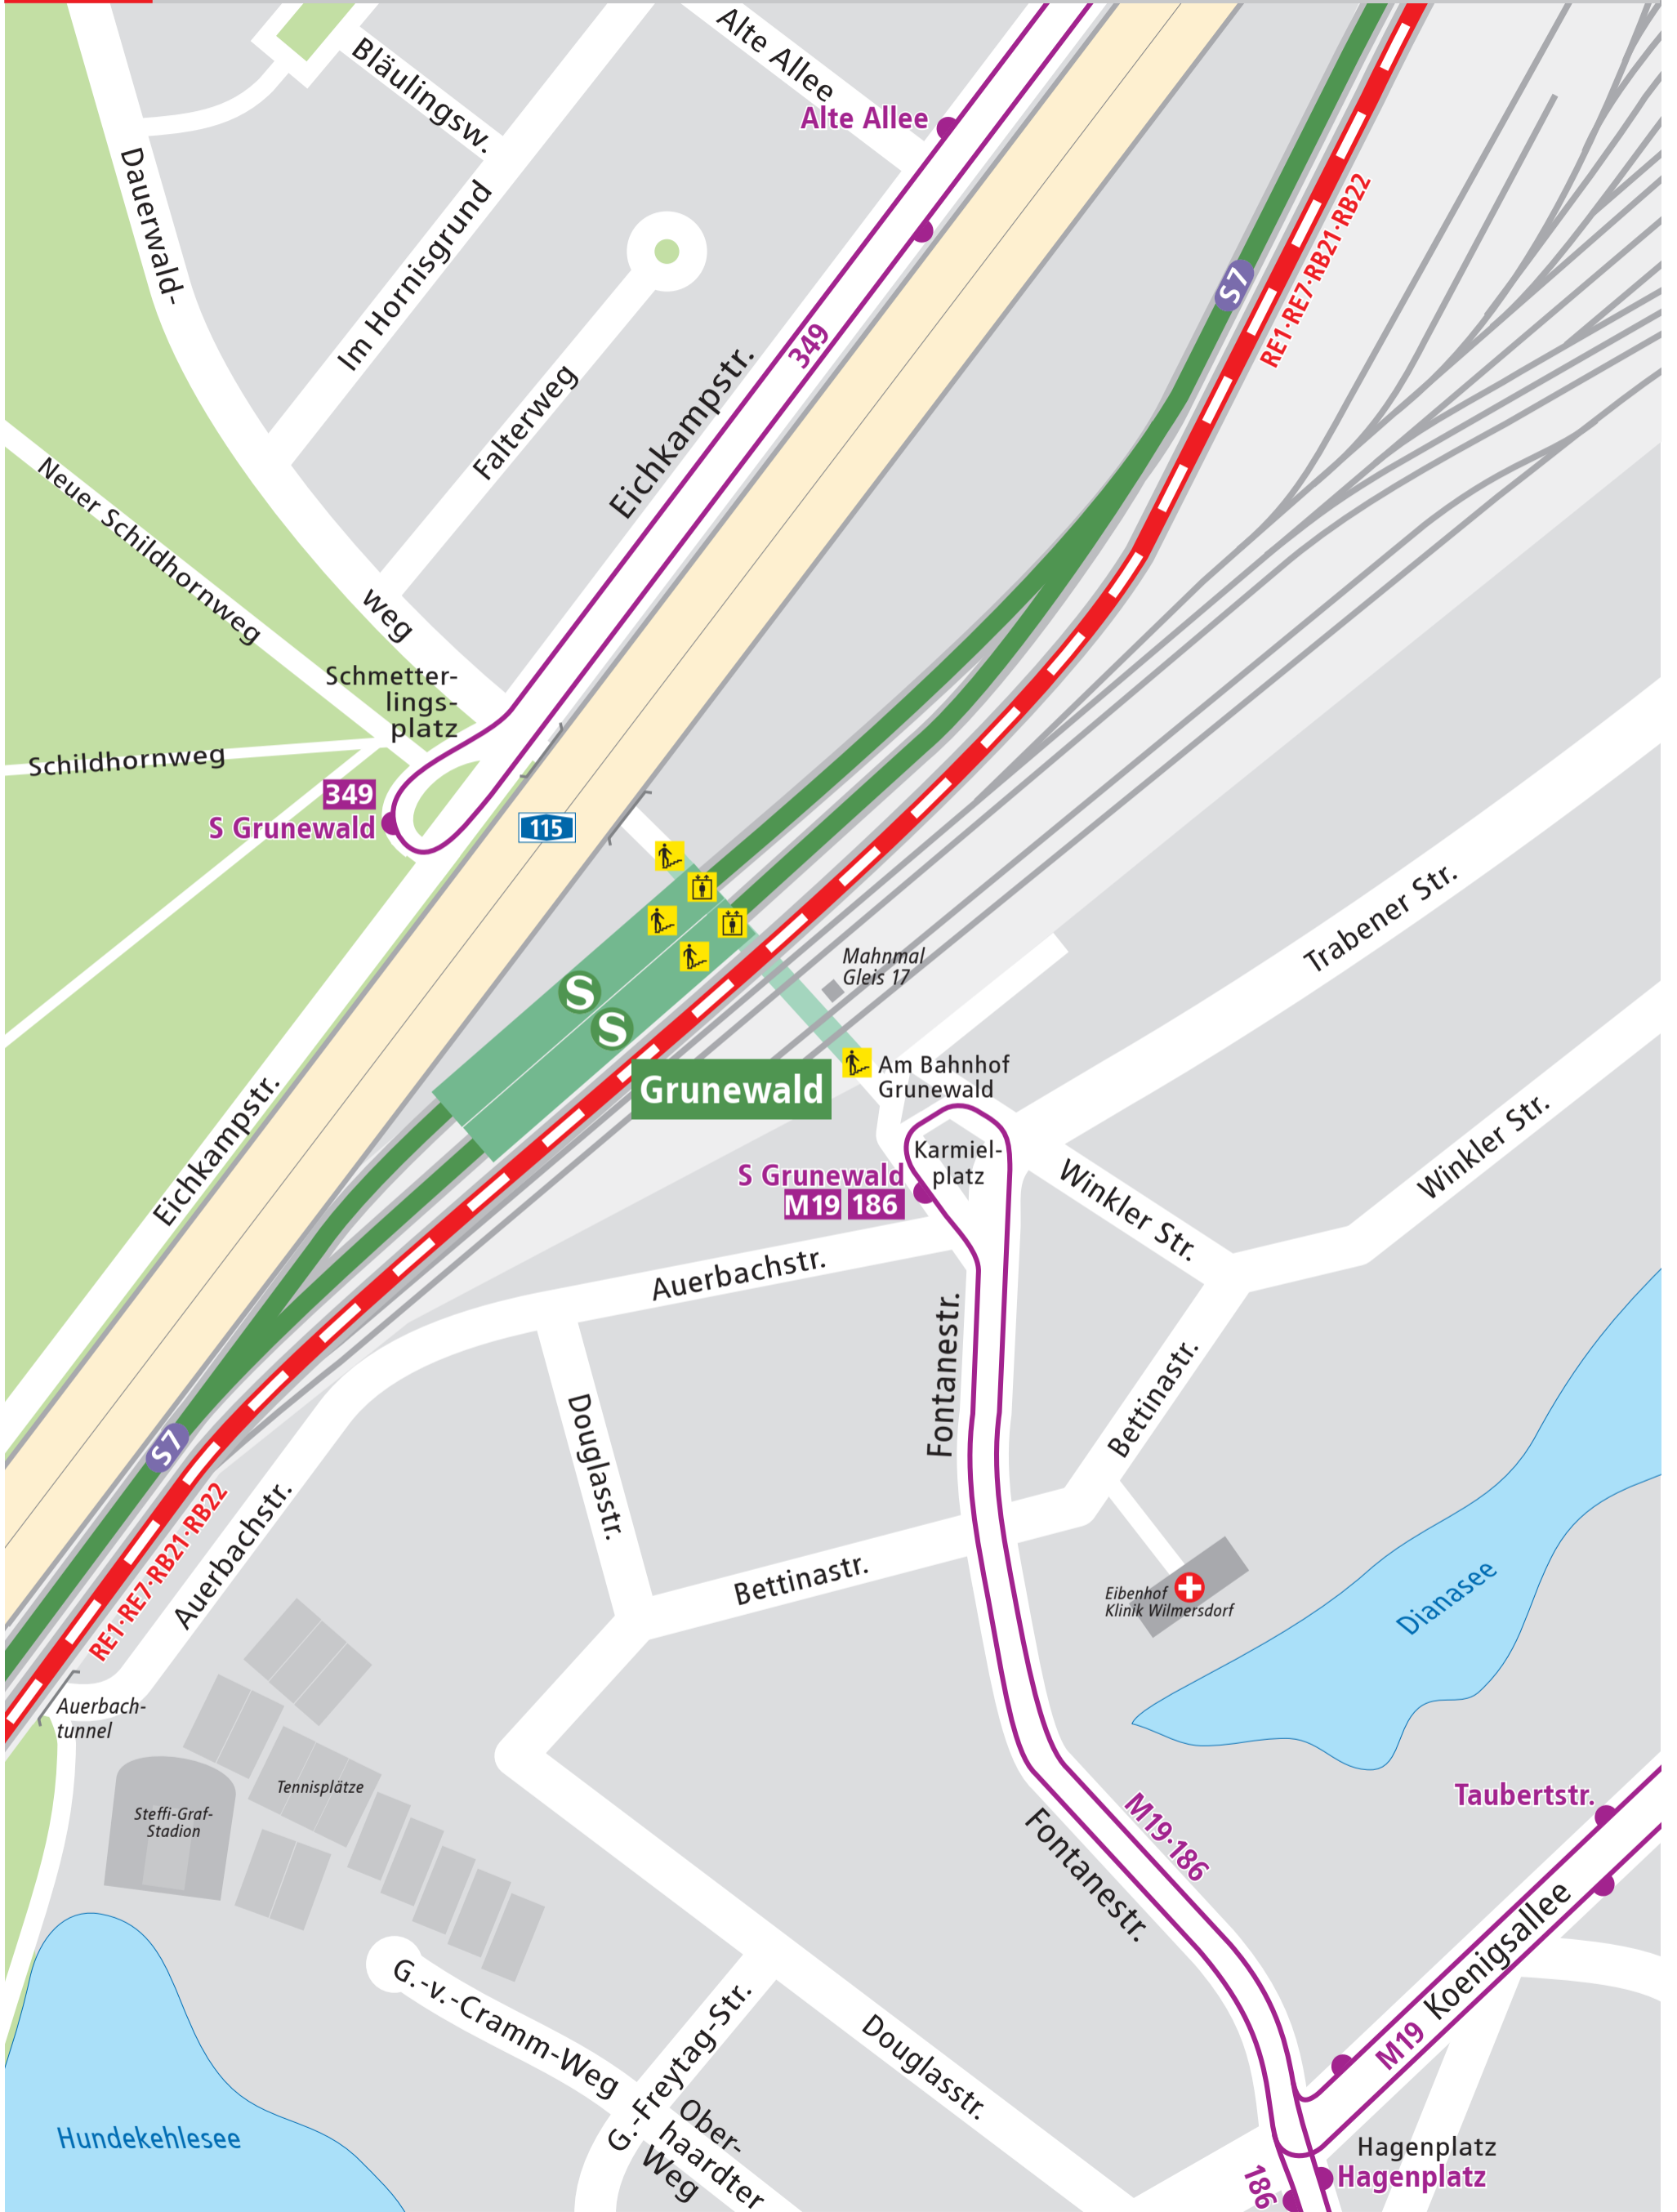 Bläulingsw.
Alte Allee
Alte Allee
Dauerwald-
weg
Im Hornisgrund
Falterweg
Eichkampstr.
349
S 7
RE1·RE7·RB21·RB22
Neuer Schildhornweg
Schmetter-
lings-
platz
Schildhornweg
349
S Grunewald
115
Mahnmal
Gleis 17
S
S
Grunewald
Am Bahnhof
Grunewald
Trabener Str.
Karmiel-
platz
S Grunewald
M19 186
Winkler Str.
Winkler Str.
Eichkampstr.
Auerbachstr.
Fontanestr.
Bettinastr.
Douglasstr.
S 7
RE1·RE7·RB21·RB22
Auerbachstr.
Bettinastr.
Eibenhof
Klinik Wilmersdorf
Dianasee
Auerbach-
tunnel
Tennisplätze
Steffi-Graf-
Stadion
M19·186
Fontanestr.
Taubertstr.
Koenigsallee
M19
G.-v.-Cramm-Weg
G.-Freytag-Str.
Douglasstr.
Ober-
haardter
Weg
Hundekehlesee
Hagenplatz
Hagenplatz
186